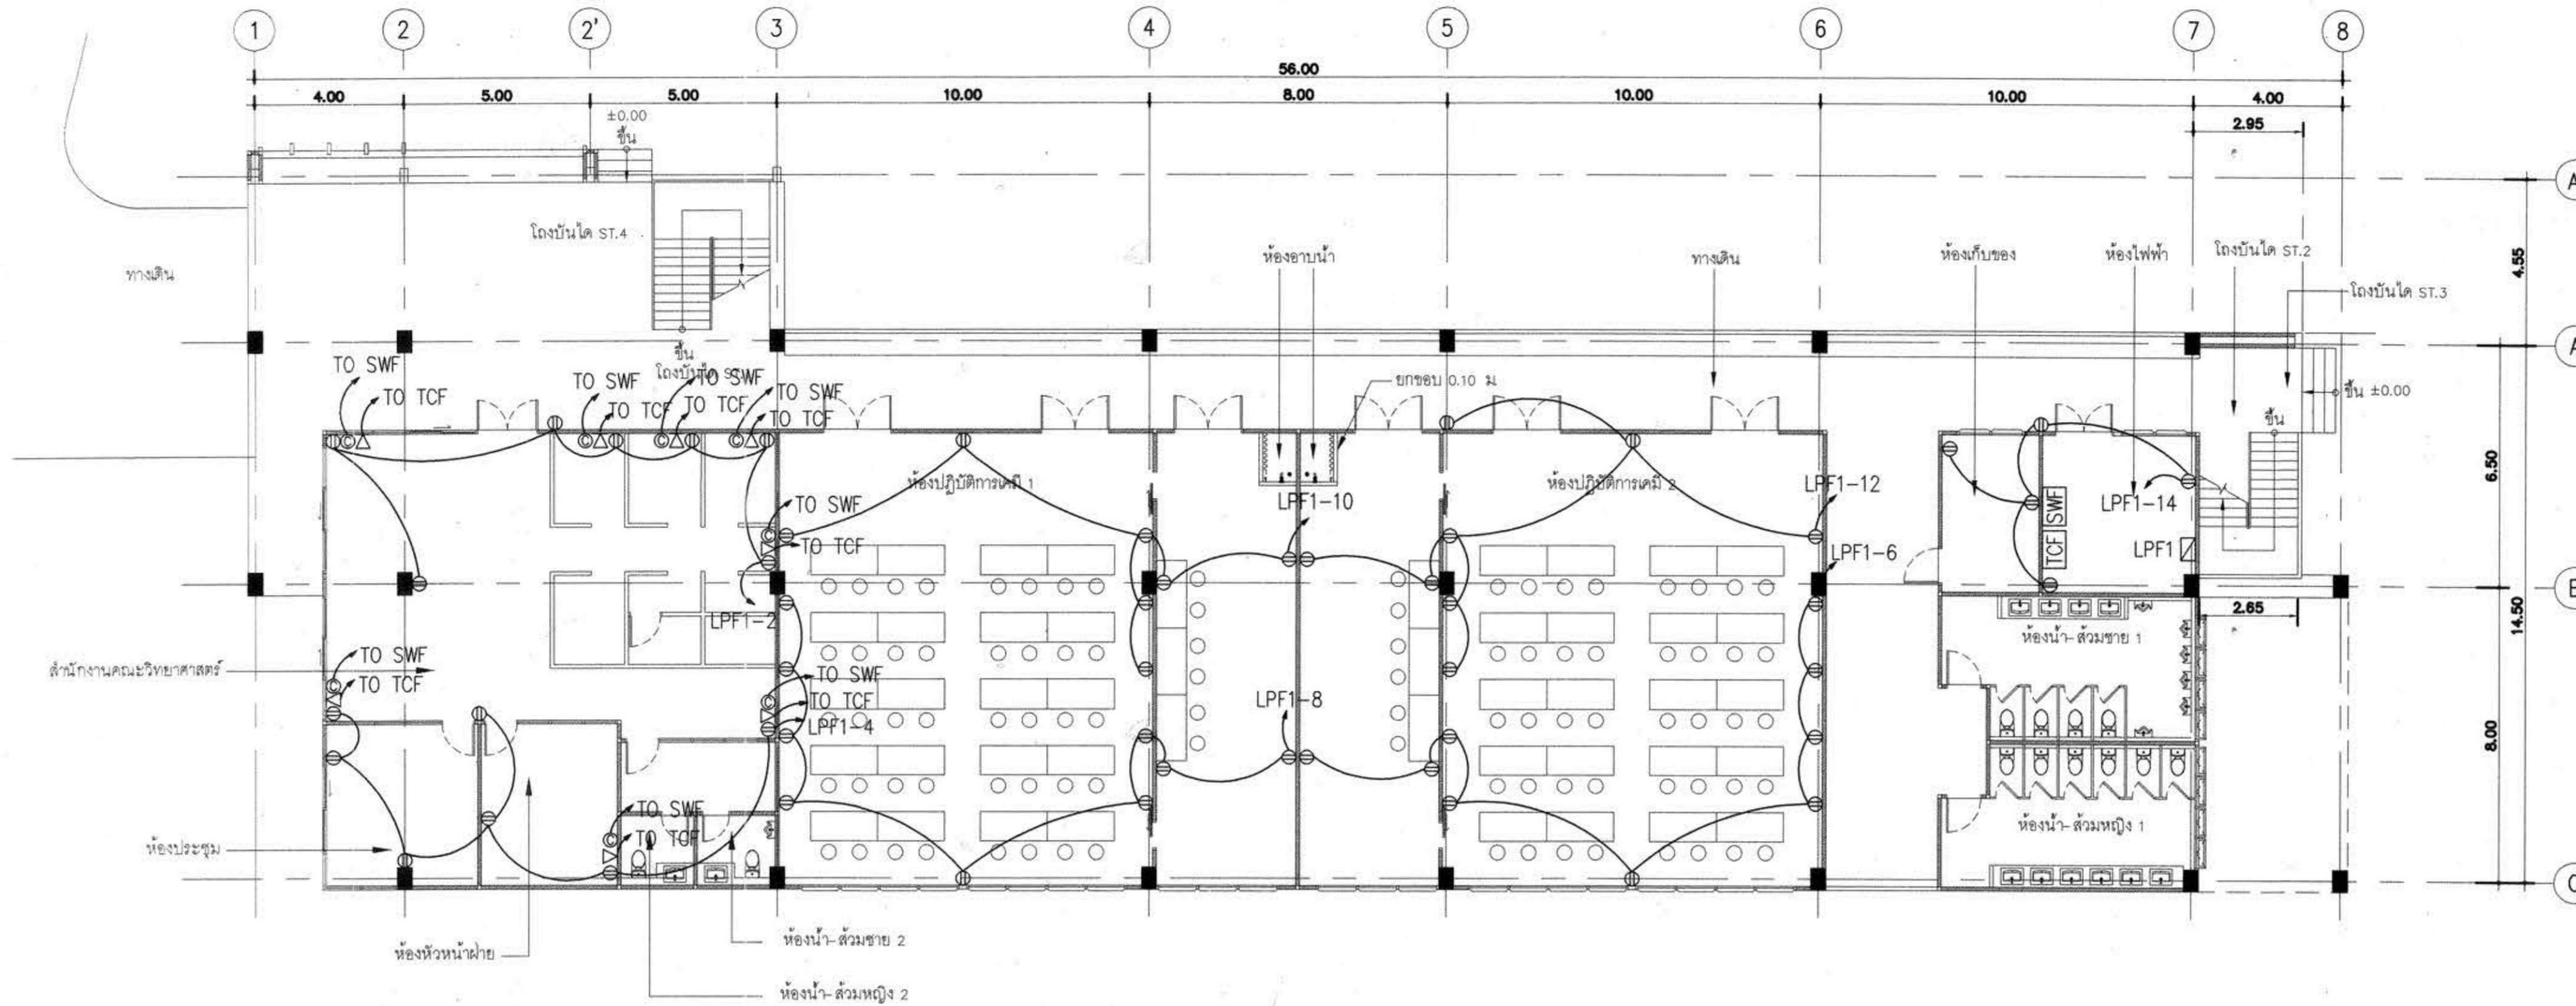 1 2 2' 3 4 5 6 7 8
56.00
4.00 5.00 5.00 10.00 8.00 10.00 10.00 4.00
2.95
±0.00
ขึ้น
A
โถงบันได ST.4
ทางเดิน
ห้องอาบน้ำ
ทางเดิน
ห้องเก็บของ
ห้องไฟฟ้า
โถงบันได ST.2
4.55
โถงบันได ST.3
A
ขึ้น
โถงบันได
TO SWF
TO TCF
TO SWF
TO TCF
TO SWF
TO TCF
TO SWF
TO TCF
ยกขอบ 0.10 ม.
ขึ้น ±0.00
ขึ้น
ห้องปฏิบัติการเคมี 1
ห้องปฏิบัติการเคมี 2
6.50
LPF1-10
LPF1-12
LPF1-14
TO SWF
TO TCF
SWF
TCF
LPF1
LPF1-6
LPF1-2
14.50
2.65
ห้องน้ำ-ส้วมชาย 1
สำนักงานคณะวิทยาศาสตร์
TO SWF
TO TCF
TO SWF
TO TCF
LPF1-4
LPF1-8
8.00
TO SWF
TO TCF
ห้องน้ำ-ส้วมหญิง 1
ห้องประชุม
ห้องหัวหน้าฝ่าย
ห้องน้ำ-ส้วมชาย 2
ห้องน้ำ-ส้วมหญิง 2